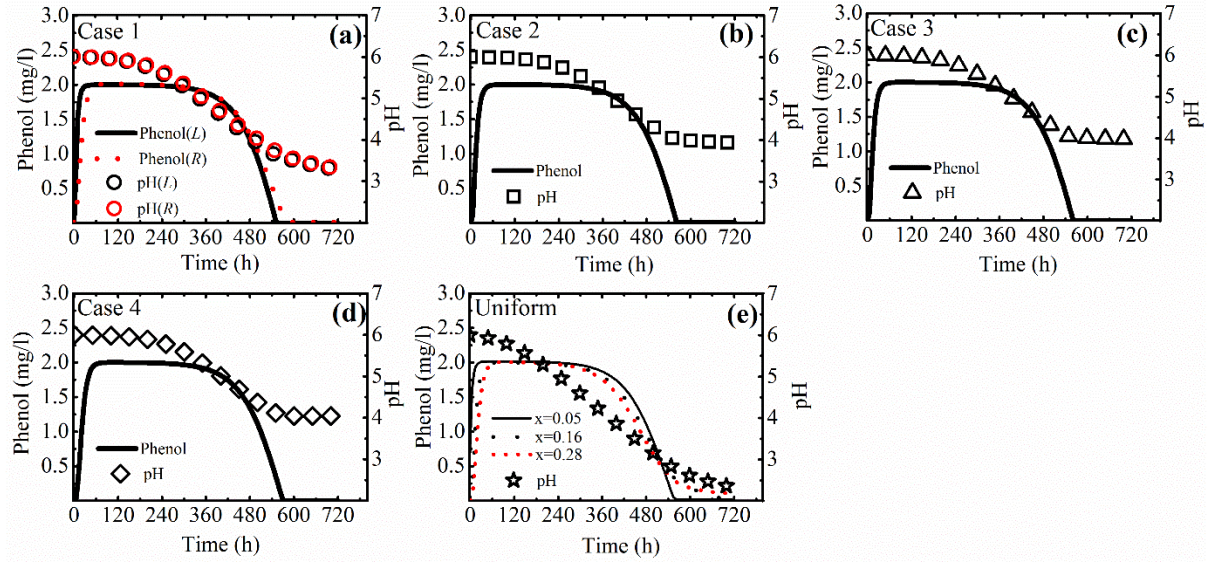 Case 1
(a)
Phenol (mg/l)
3.0
2.5
2.0
1.5
1.0
0.5
7
6
5
4
3
pH
Phenol(L)
Phenol(R)
pH(L)
pH(R)
0 120 240 360 480 600 720
Time (h)
Case 2
(b)
Phenol (mg/l)
3.0
2.5
2.0
1.5
1.0
0.5
7
6
5
4
3
pH
Phenol
pH
0 120 240 360 480 600 720
Time (h)
Case 3
(c)
Phenol (mg/l)
3.0
2.5
2.0
1.5
1.0
0.5
7
6
5
4
3
pH
Phenol
pH
0 120 240 360 480 600 720
Time (h)
Case 4
(d)
Phenol (mg/l)
3.0
2.5
2.0
1.5
1.0
0.5
7
6
5
4
3
pH
Phenol
pH
0 120 240 360 480 600 720
Time (h)
Uniform
(e)
Phenol (mg/l)
3.0
2.5
2.0
1.5
1.0
0.5
7
6
5
4
3
pH
x=0.05
x=0.16
x=0.28
pH
0 120 240 360 480 600 720
Time (h)